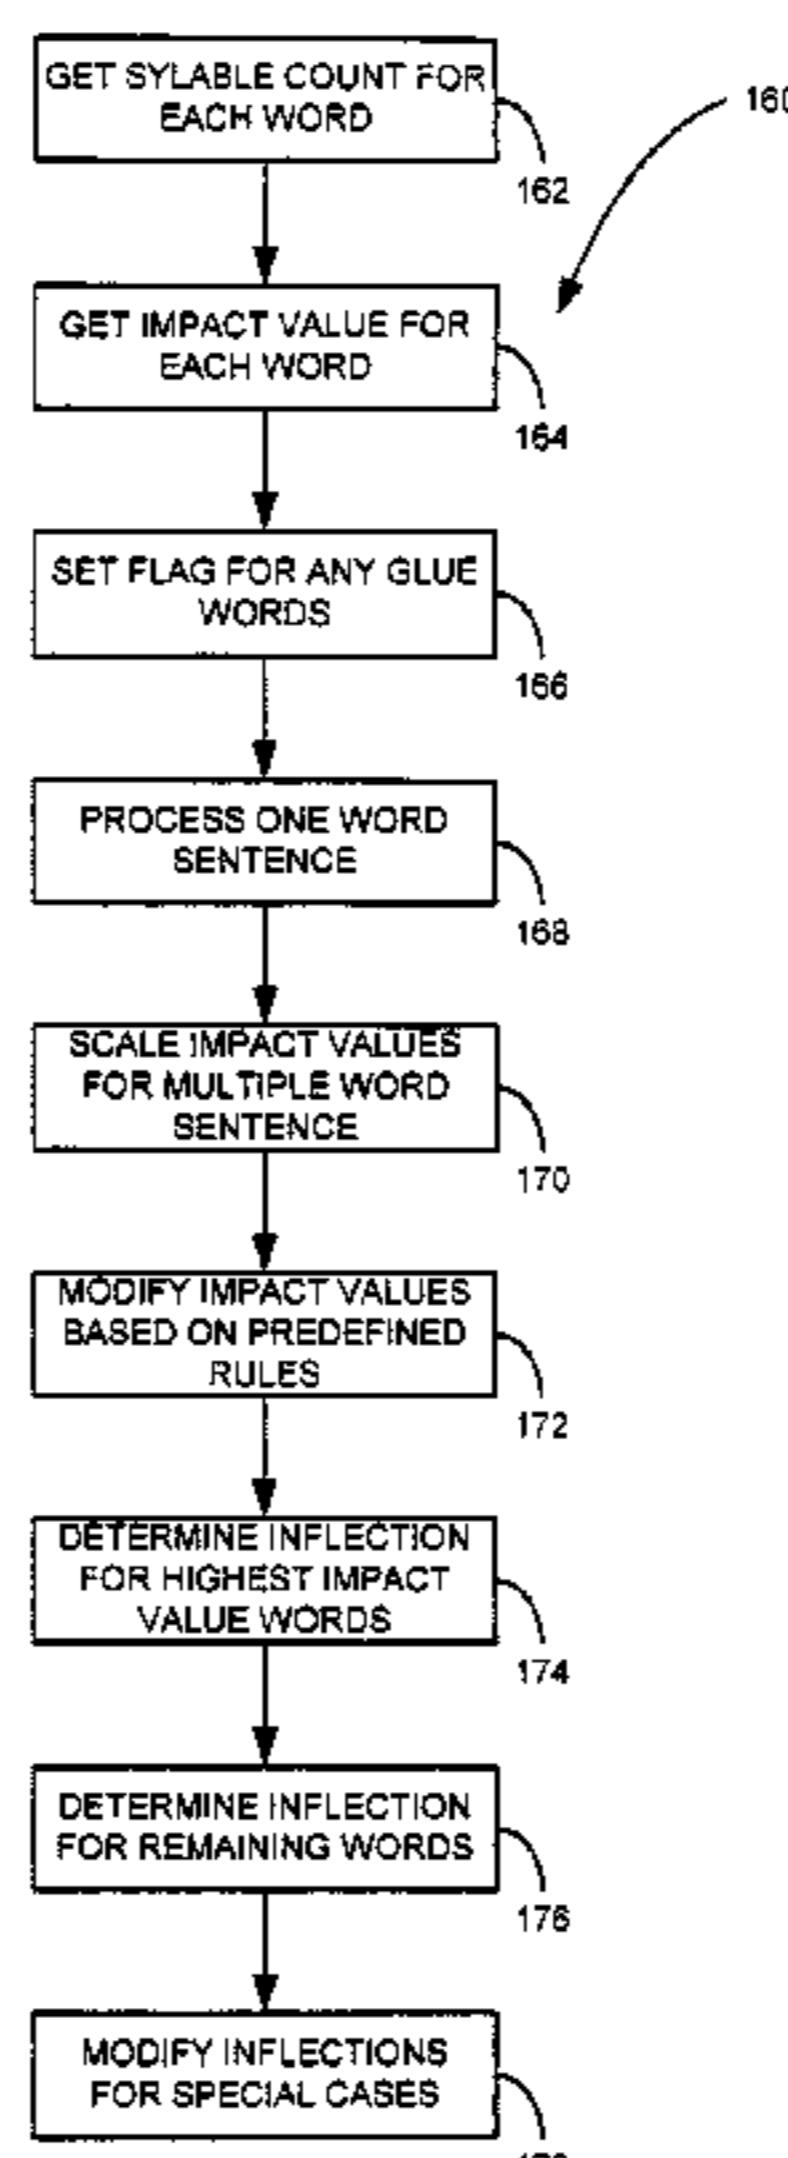 GET SYLABLE COUNT FOR
EACH WORD
160
162
GET IMPACT VALUE FOR
EACH WORD
164
SET FLAG FOR ANY GLUE
WORDS
166
PROCESS ONE WORD
SENTENCE
168
SCALE IMPACT VALUES
FOR MULTIPLE WORD
SENTENCE
170
MODIFY IMPACT VALUES
BASED ON PREDEFINED
RULES
172
DETERMINE INFLECTION
FOR HIGHEST IMPACT
VALUE WORDS
174
DETERMINE INFLECTION
FOR REMAINING WORDS
176
MODIFY INFLECTIONS
FOR SPECIAL CASES